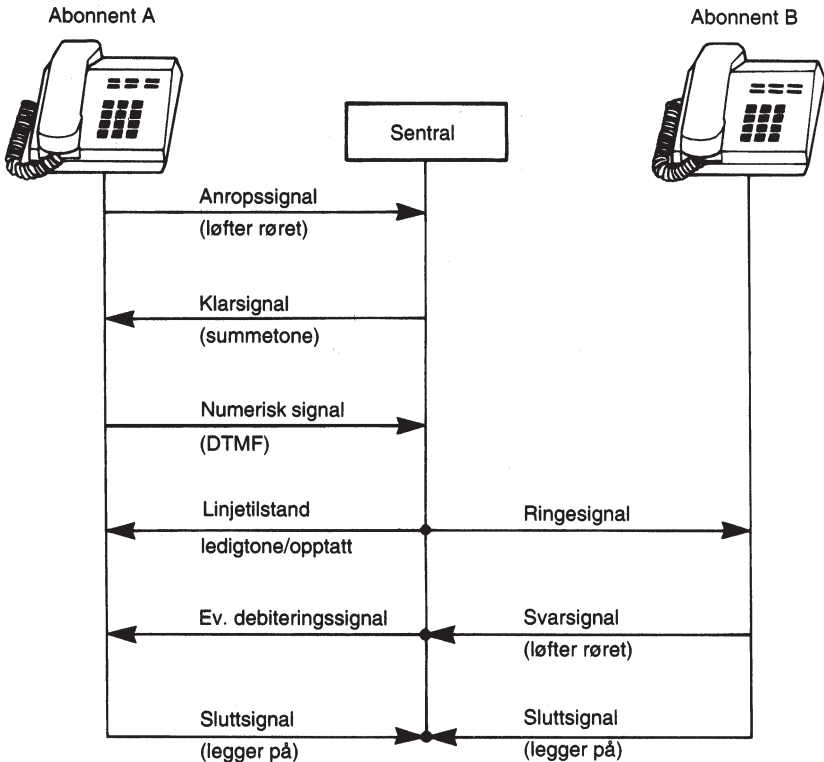 Abonnent A
Abonnent B
Sentral
Anropssignal
(løfter røret)
Klarsignal
(summetone)
Numerisk signal
(DTMF)
Linjetilstand
ledigtone/opptatt
Ringesignal
Ev. debiteringssignal
Svarsignal
(løfter røret)
Sluttsignal
(legger på)
Sluttsignal
(legger på)